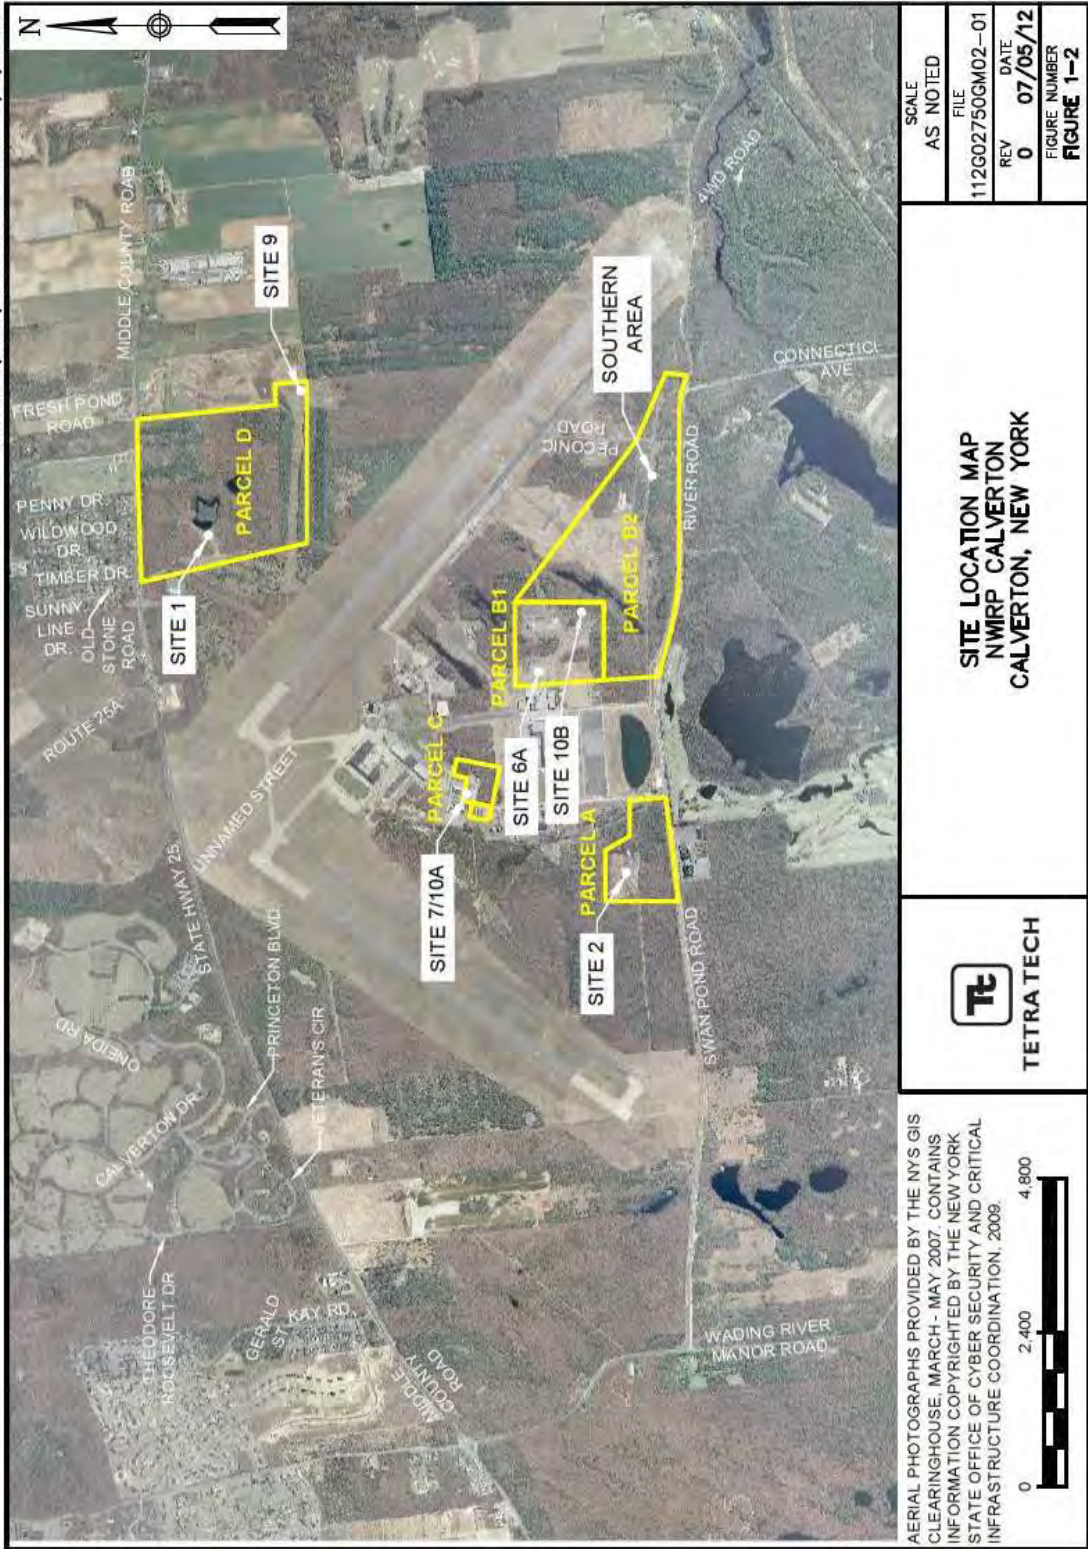 N
THEODORE
ROOSEVELT DR
CALVERTON DR
ONEIDA RD
STATE HWY 25
PRINCETON BLVD
VETERAN'S CIR
GERALD
ST
KAY RD
MIDDLE
COUNTY
ROAD
WADING RIVER
MANOR ROAD
UNNAMED STREET
ROUTE 25A
OLD
STONE
ROAD
SUNNY
LINE
DR.
TIMBER DR
WILDWOOD
DR
PENNY DR
FRESH POND
ROAD
MIDDLE COUNTY ROAD
SITE 1
PARCEL D
SITE 9
SITE 7/10A
PARCEL C
PARCEL B1
SITE 6A
SITE 10B
PARCEL B2
PECONIC
ROAD
SOUTHERN
AREA
SITE 2
PARCEL A
SWAN POND ROAD
RIVER ROAD
CONNECTICU
AVE
4WD ROAD
AERIAL PHOTOGRAPHS PROVIDED BY THE NYS GIS
CLEARINGHOUSE, MARCH - MAY 2007. CONTAINS
INFORMATION COPYRIGHTED BY THE NEW YORK
STATE OFFICE OF CYBER SECURITY AND CRITICAL
INFRASTRUCTURE COORDINATION, 2009.
0 2,400 4,800
Tt
TETRA TECH
SITE LOCATION MAP
NWIRP CALVERTON
CALVERTON, NEW YORK
SCALE
AS NOTED
FILE
112G02750GM02-01
REV DATE
0 07/05/12
FIGURE NUMBER
FIGURE 1-2